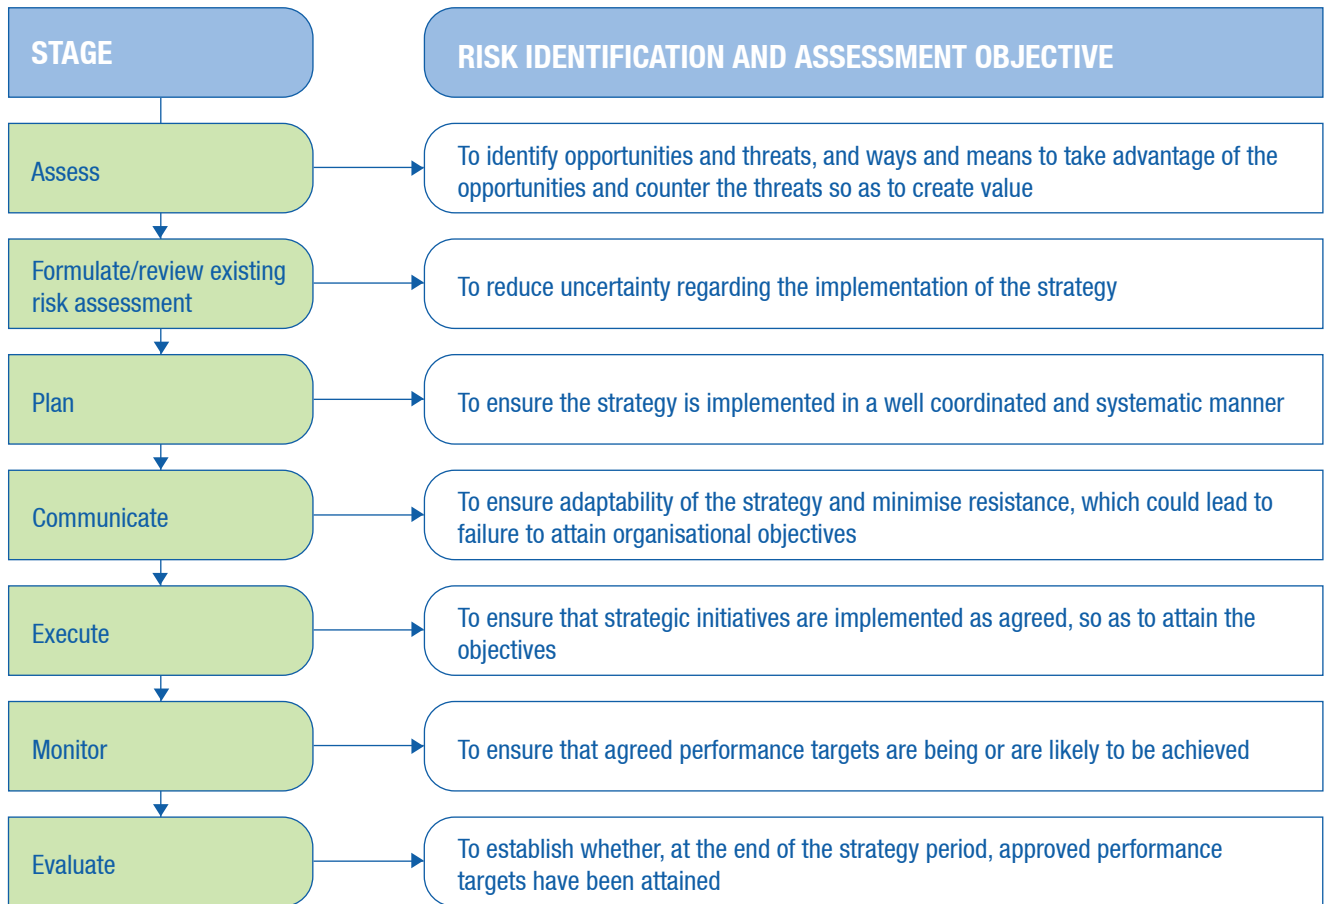 STAGE
RISK IDENTIFICATION AND ASSESSMENT OBJECTIVE
Assess
To identify opportunities and threats, and ways and means to take advantage of the
opportunities and counter the threats so as to create value
Formulate/review existing
risk assessment
To reduce uncertainty regarding the implementation of the strategy
Plan
To ensure the strategy is implemented in a well coordinated and systematic manner
Communicate
To ensure adaptability of the strategy and minimise resistance, which could lead to
failure to attain organisational objectives
Execute
To ensure that strategic initiatives are implemented as agreed, so as to attain the
objectives
Monitor
To ensure that agreed performance targets are being or are likely to be achieved
Evaluate
To establish whether, at the end of the strategy period, approved performance
targets have been attained